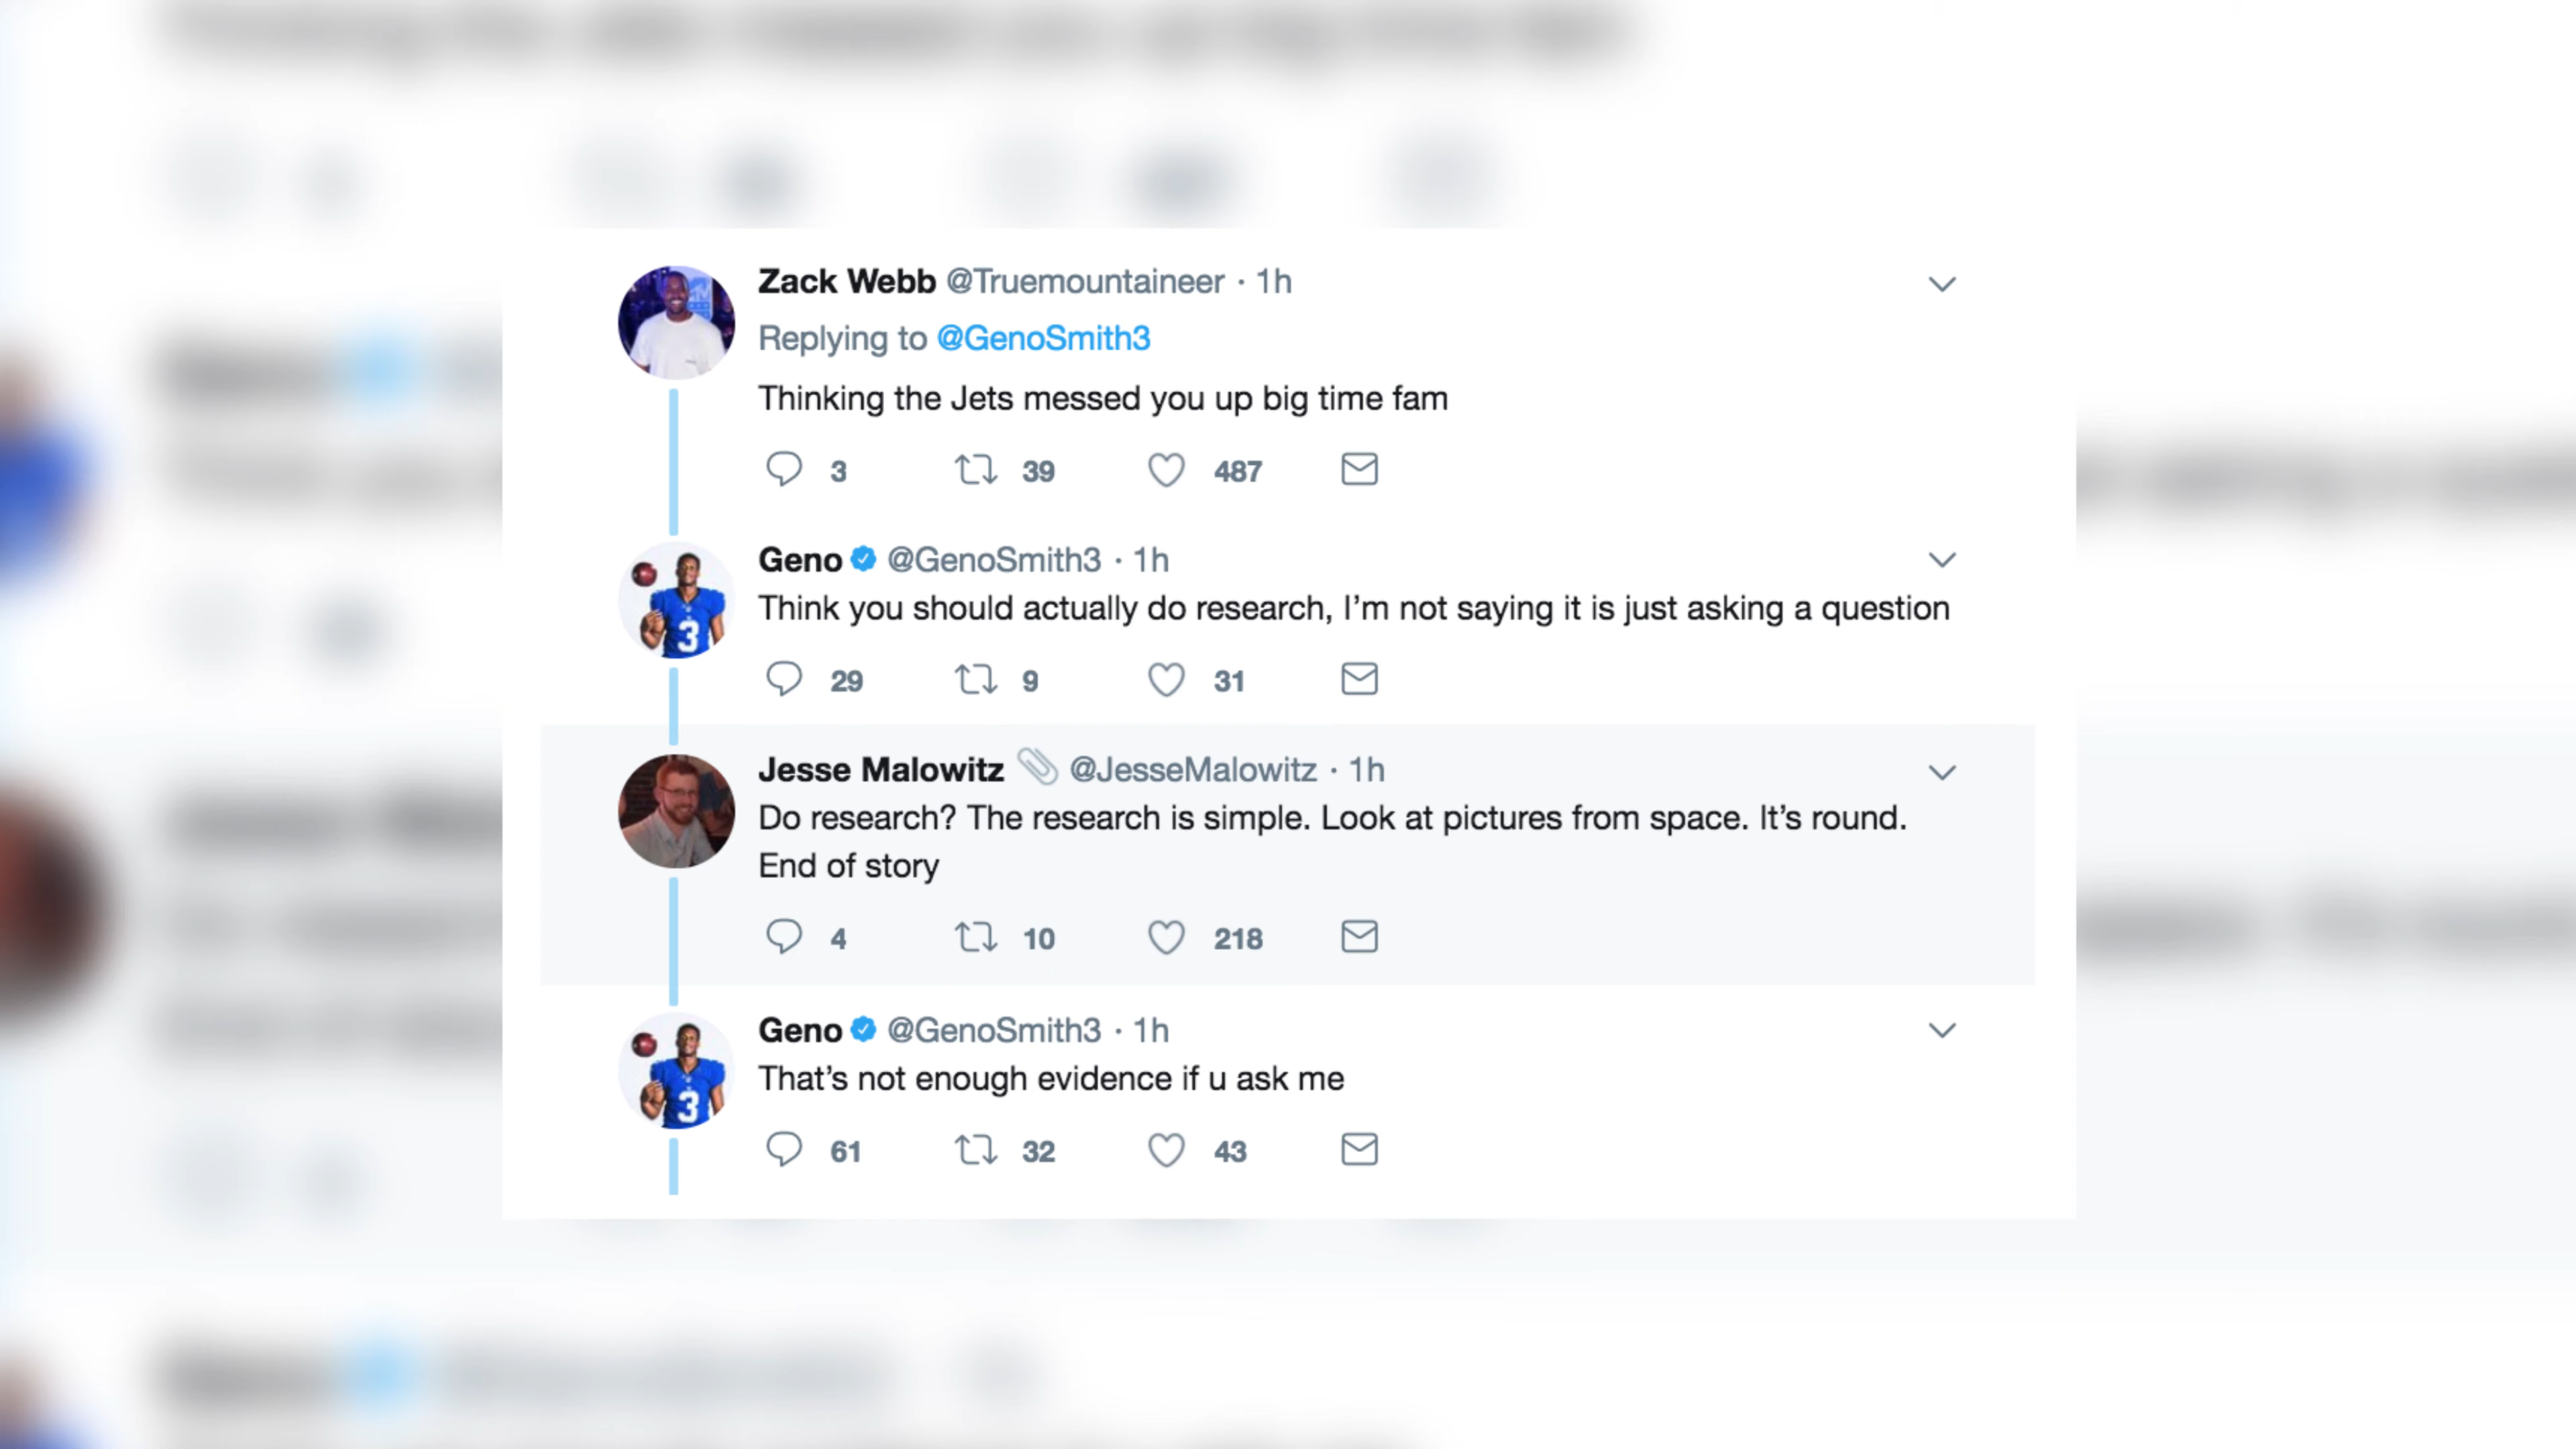 Zack Webb @Truemountaineer · 1h
Replying to @GenoSmith3
Thinking the Jets messed you up big time fam
3 39 487
Geno @GenoSmith3 · 1h
Think you should actually do research, I’m not saying it is just asking a question
3
29 9 31
Jesse Malowitz @JesseMalowitz · 1h
Do research? The research is simple. Look at pictures from space. It’s round.
End of story
4 10 218
Geno @GenoSmith3 · 1h
That’s not enough evidence if u ask me
3
61 32 43